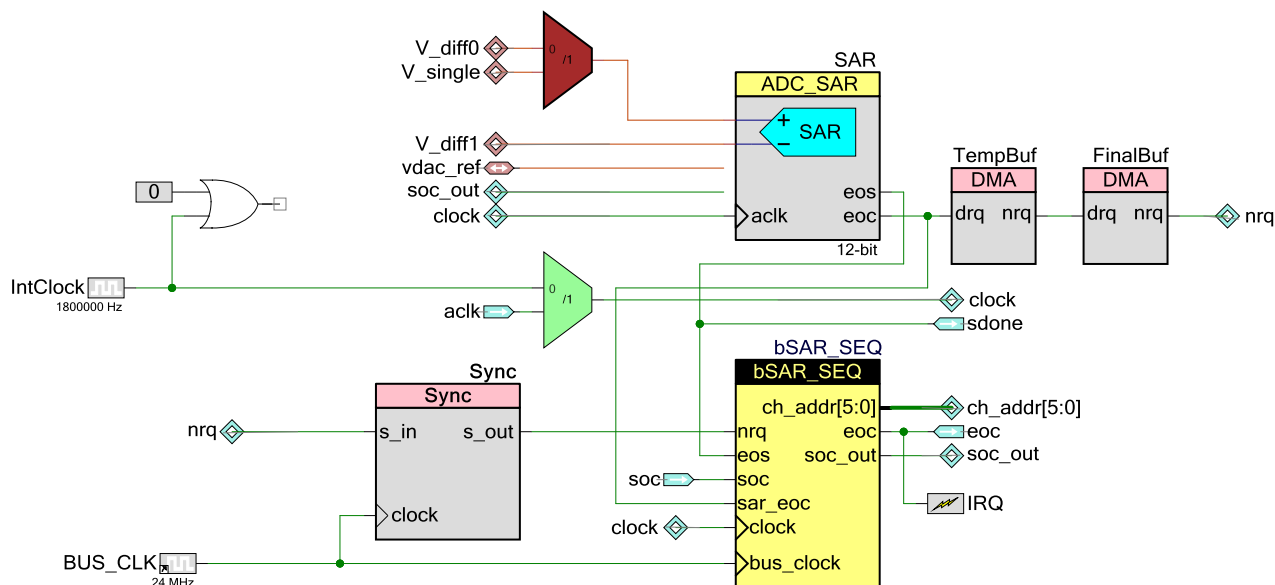 V_diff0
V_single
0
/1
SAR
ADC_SAR
SAR
+
−
V_diff1
vdac_ref
soc_out
clock
aclk
eos
eoc
12-bit
TempBuf
DMA
drq nrq
FinalBuf
DMA
drq nrq
nrq
0
IntClock
1800000 Hz
aclk
0
/1
clock
sdone
Sync
Sync
nrq
s_in s_out
clock
BUS_CLK
24 MHz
bSAR_SEQ
bSAR_SEQ
ch_addr[5:0] ch_addr[5:0]
nrq eoc eoc
eos soc_out soc_out
soc soc
sar_eoc IRQ
clock clock
bus_clock